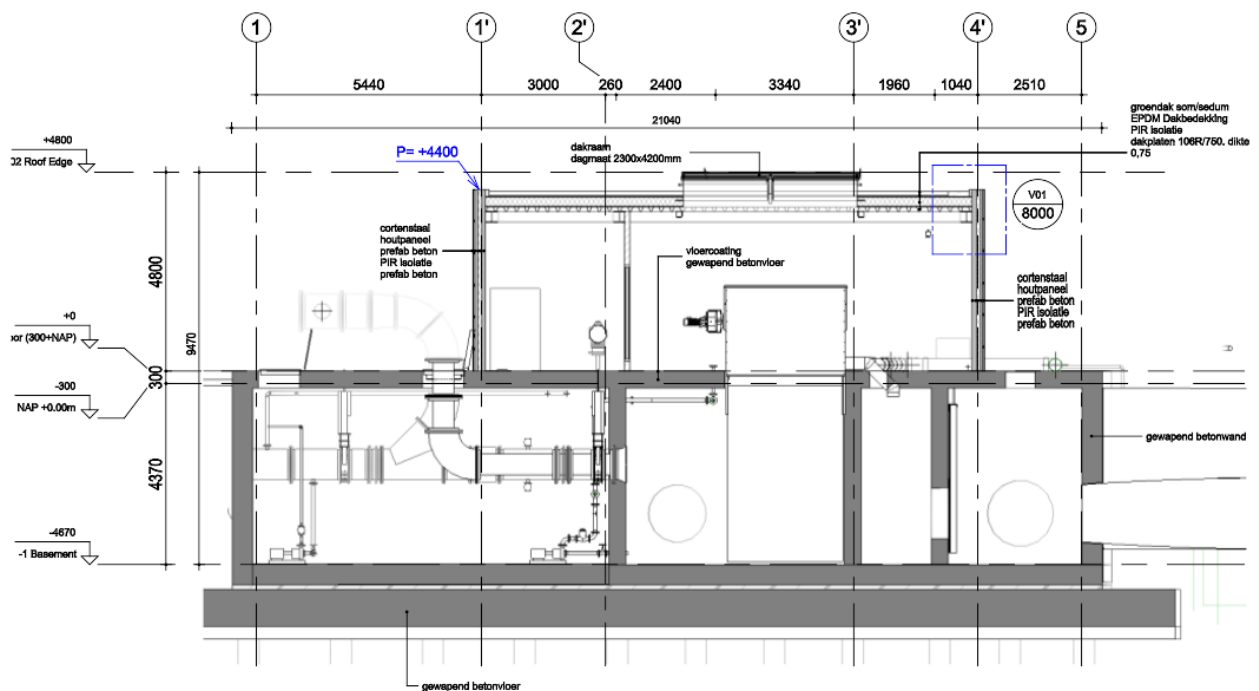 1
1'
2'
3'
4'
5
5440
3000
260
2400
3340
1960
1040
2510
21040
groendak som/sedum
EPDM Dakbedekking
PIR isolatie
dakplaten 106R/750. dikte
0,75
+4800
02 Roof Edge
P= +4400
dakraam
dagmaat 2300x4200mm
V01
8000
cortenstaal
houtpaneel
prefab beton
PIR isolatie
prefab beton
vloercoating
gewapend betonvloer
4800
cortenstaal
houtpaneel
prefab beton
PIR isolatie
prefab beton
+0
or (300+NAP)
9470
300
-300
NAP +0.00m
gewapend betonwand
4370
-4670
-1 Basement
gewapend betonvloer